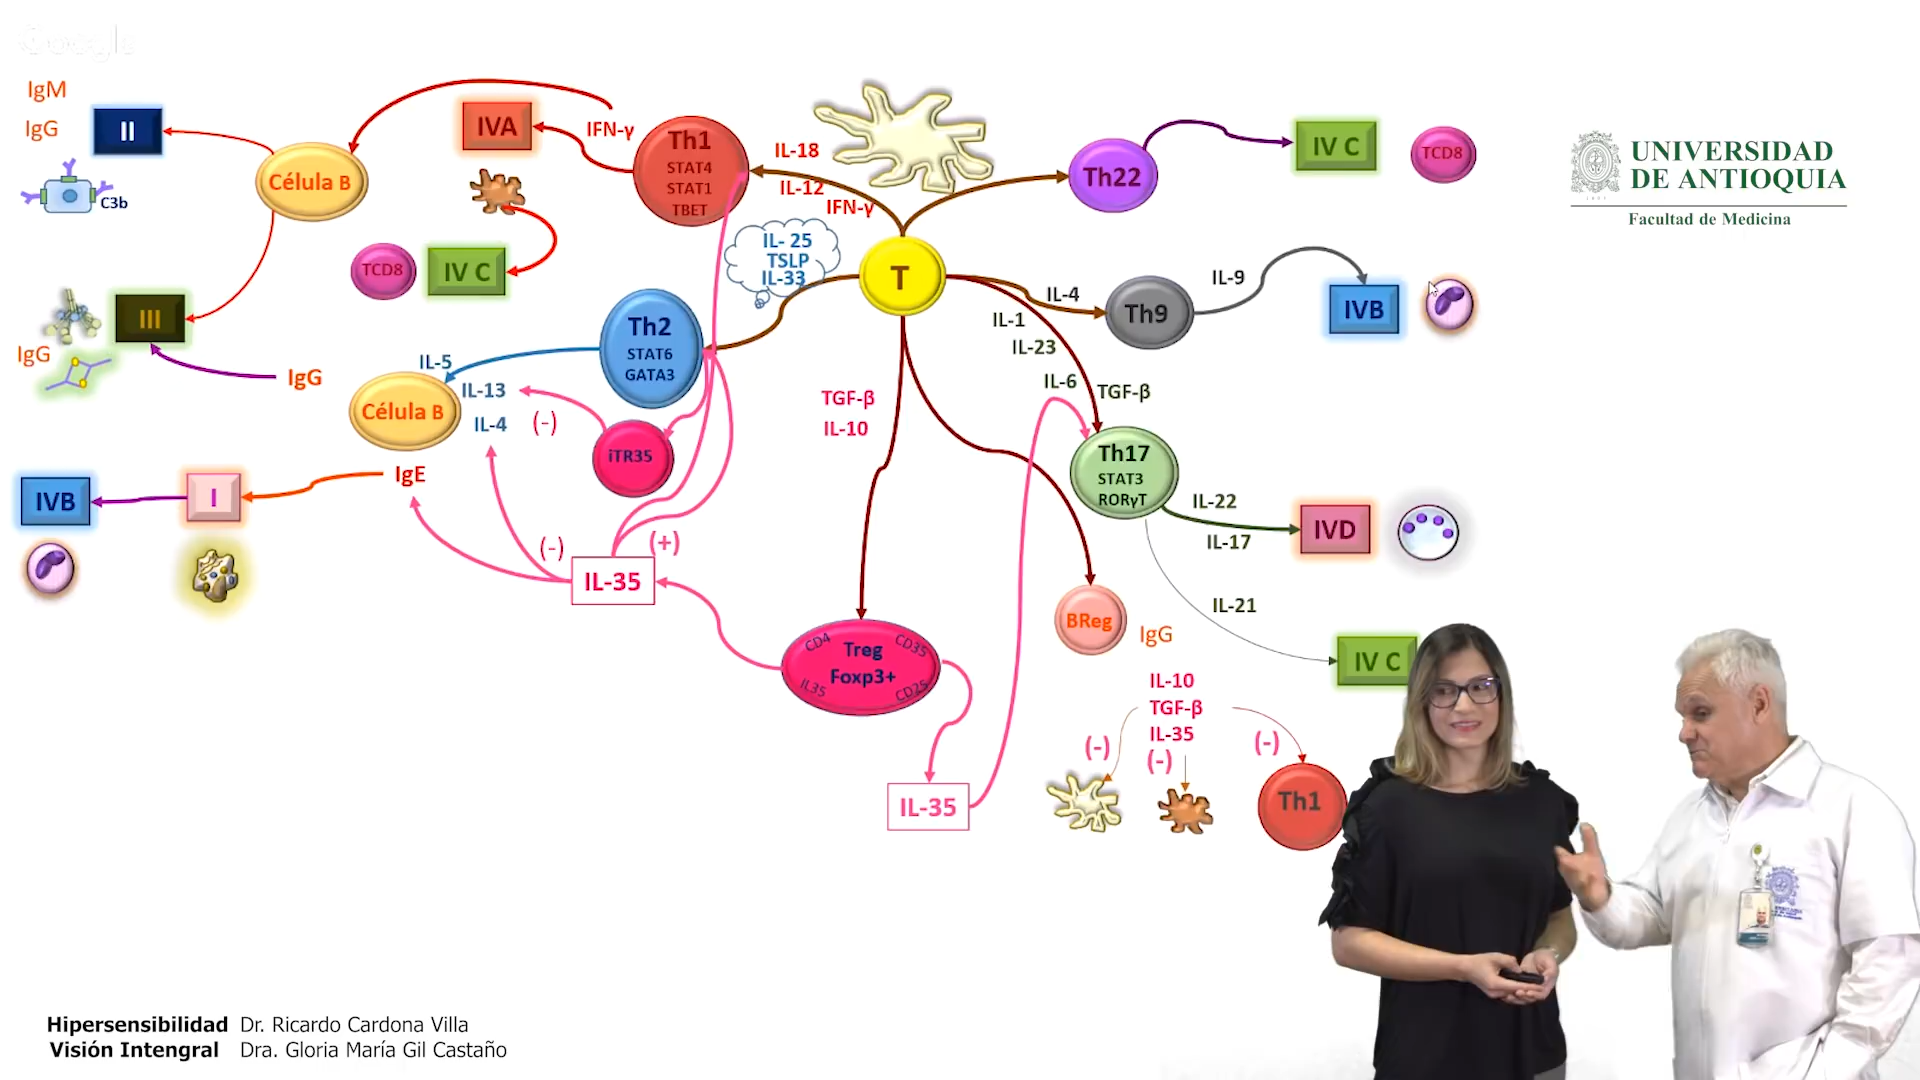 Google
IgM
IgG
II
C3b
Célula B
IVA
IFN-γ
Th1
STAT4
STAT1
TBET
IL-18
IL-12
IFN-γ
Th22
IV C
TCD8
UNIVERSIDAD
DE ANTIOQUIA
Facultad de Medicina
TCD8
IV C
IL- 25
TSLP
IL-33
T
IL-4
Th9
IL-9
IVB
III
IgG
IgG
Th2
STAT6
GATA3
IL-5
IL-13
IL-4
Célula B
(-)
iTR35
IL-1
IL-23
IL-6
TGF-β
TGF-β
IL-10
Th17
STAT3
RORγT
IL-22
IL-17
IVD
IgE
I
IVB
(-)
(+)
IL-35
IL-21
IV C
BReg
IgG
CD4
CD35
Treg
Foxp3+
IL35
CD25
IL-10
TGF-β
IL-35
(-)
(-)
(-)
Th1
IL-35
Hipersensibilidad Dr. Ricardo Cardona Villa
Visión Intengral Dra. Gloria María Gil Castaño